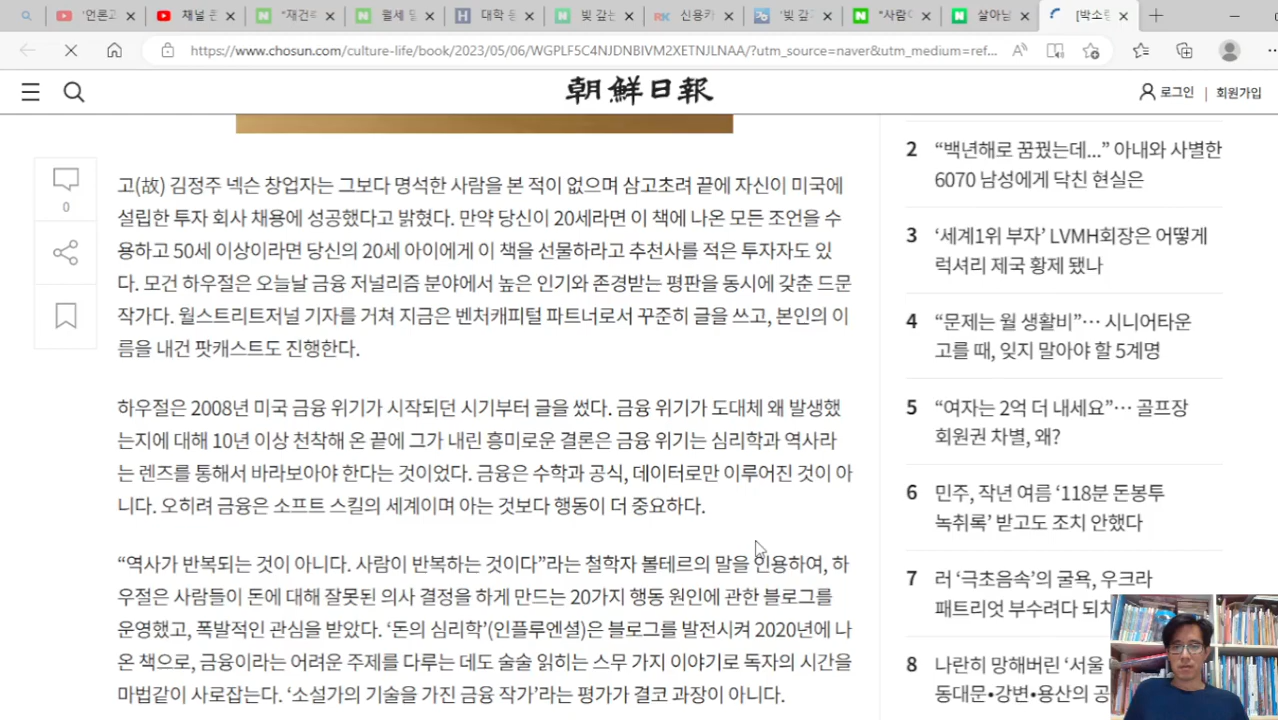 "언론고
채널 존
"재건축
월세 밀
대학 등
빚 갚는
신용카
'빚 갚
"사람이
살아남
[박소령
https://www.chosun.com/culture-life/book/2023/05/06/WGPLF5C4NJDNBIVM2XETNJLNAA/?utm_source=naver&utm_medium=ref...
朝鮮日報
로그인 | 회원가입
0
고(故) 김정주 넥슨 창업자는 그보다 명석한 사람을 본 적이 없으며 삼고초려 끝에 자신이 미국에
설립한 투자 회사 채용에 성공했다고 밝혔다. 만약 당신이 20세라면 이 책에 나온 모든 조언을 수
용하고 50세 이상이라면 당신의 20세 아이에게 이 책을 선물하라고 추천사를 적은 투자자도 있
다. 모건 하우절은 오늘날 금융 저널리즘 분야에서 높은 인기와 존경받는 평판을 동시에 갖춘 드문
작가다. 월스트리트저널 기자를 거쳐 지금은 벤처캐피털 파트너로서 꾸준히 글을 쓰고, 본인의 이
름을 내건 팟캐스트도 진행한다.
하우절은 2008년 미국 금융 위기가 시작되던 시기부터 글을 썼다. 금융 위기가 도대체 왜 발생했
는지에 대해 10년 이상 천착해 온 끝에 그가 내린 흥미로운 결론은 금융 위기는 심리학과 역사라
는 렌즈를 통해서 바라보아야 한다는 것이었다. 금융은 수학과 공식, 데이터로만 이루어진 것이 아
니다. 오히려 금융은 소프트 스킬의 세계이며 아는 것보다 행동이 더 중요하다.
“역사가 반복되는 것이 아니다. 사람이 반복하는 것이다”라는 철학자 볼테르의 말을 인용하여, 하
우절은 사람들이 돈에 대해 잘못된 의사 결정을 하게 만드는 20가지 행동 원인에 관한 블로그를
운영했고, 폭발적인 관심을 받았다. ‘돈의 심리학’(인플루엔셜)은 블로그를 발전시켜 2020년에 나
온 책으로, 금융이라는 어려운 주제를 다루는 데도 술술 읽히는 스무 가지 이야기로 독자의 시간을
마법같이 사로잡는다. ‘소설가의 기술을 가진 금융 작가’라는 평가가 결코 과장이 아니다.
2 “백년해로 꿈꿨는데...” 아내와 사별한
6070 남성에게 닥친 현실은
3 ‘세계1위 부자’ LVMH회장은 어떻게
럭셔리 제국 황제 됐나
4 “문제는 월 생활비”… 시니어타운
고를 때, 잊지 말아야 할 5계명
5 “여자는 2억 더 내세요”… 골프장
회원권 차별, 왜?
6 민주, 작년 여름 ‘118분 돈봉투
녹취록’ 받고도 조치 안했다
7 러 ‘극초음속’의 굴욕, 우크라
패트리엇 부수려다 되치
8 나란히 망해버린 ‘서울
동대문•강변•용산의 공